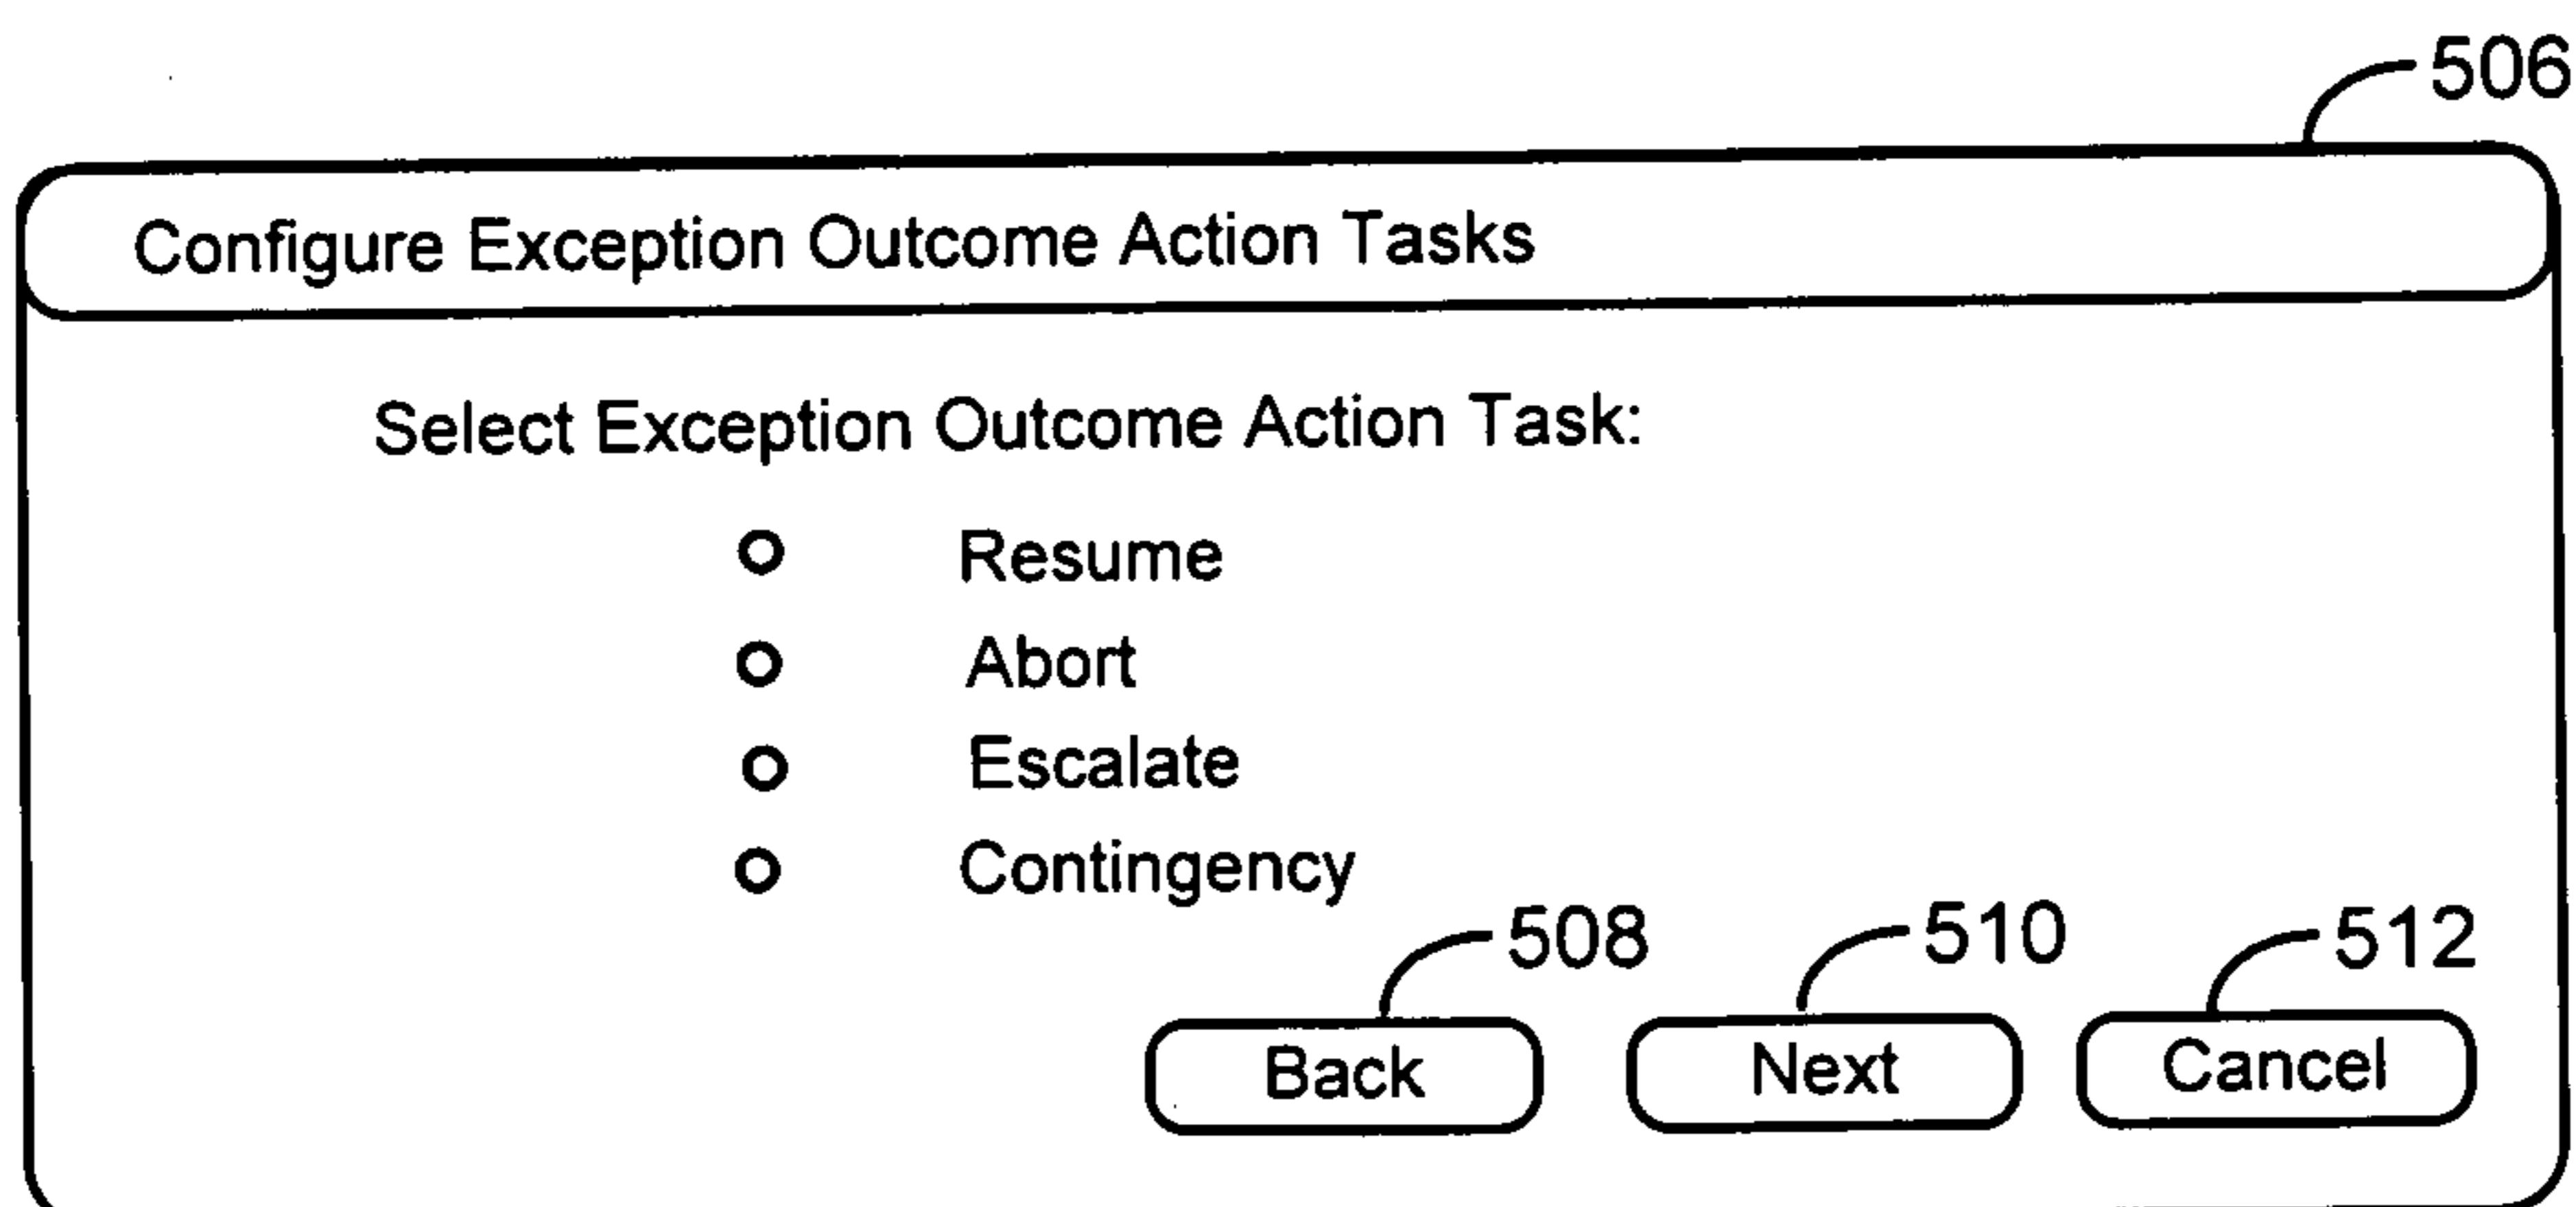 506
Configure Exception Outcome Action Tasks
Select Exception Outcome Action Task:
Resume
Abort
Escalate
Contingency
508 510 512
Back Next Cancel